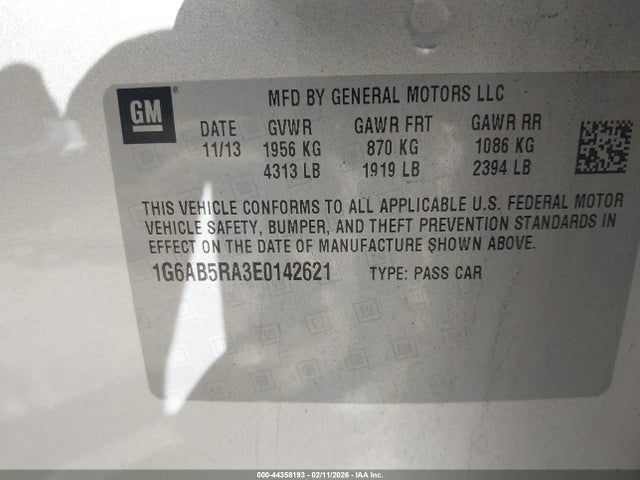 GM ®
MFD BY GENERAL MOTORS LLC
DATE GVWR GAWR FRT GAWR RR
11/13 1956 KG 870 KG 1086 KG
4313 LB 1919 LB 2394 LB
THIS VEHICLE CONFORMS TO ALL APPLICABLE U.S. FEDERAL MOTOR
VEHICLE SAFETY, BUMPER, AND THEFT PREVENTION STANDARDS IN
EFFECT ON THE DATE OF MANUFACTURE SHOWN ABOVE.
1G6AB5RA3E0142621 TYPE: PASS CAR
000-44358193 - 02/11/2026 - IAA Inc.